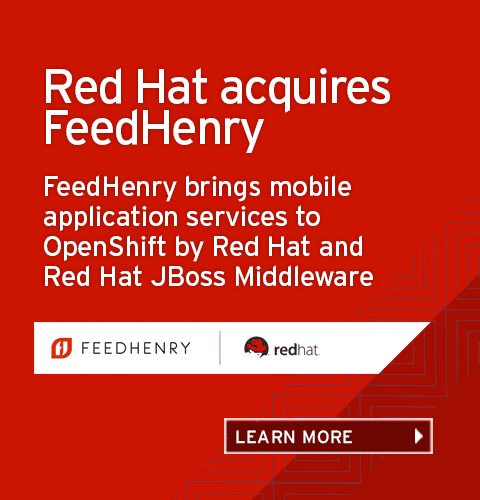 Red Hat acquires
FeedHenry
FeedHenry brings mobile
application services to
OpenShift by Red Hat and
Red Hat JBoss Middleware
FEEDHENRY
redhat.
LEARN MORE